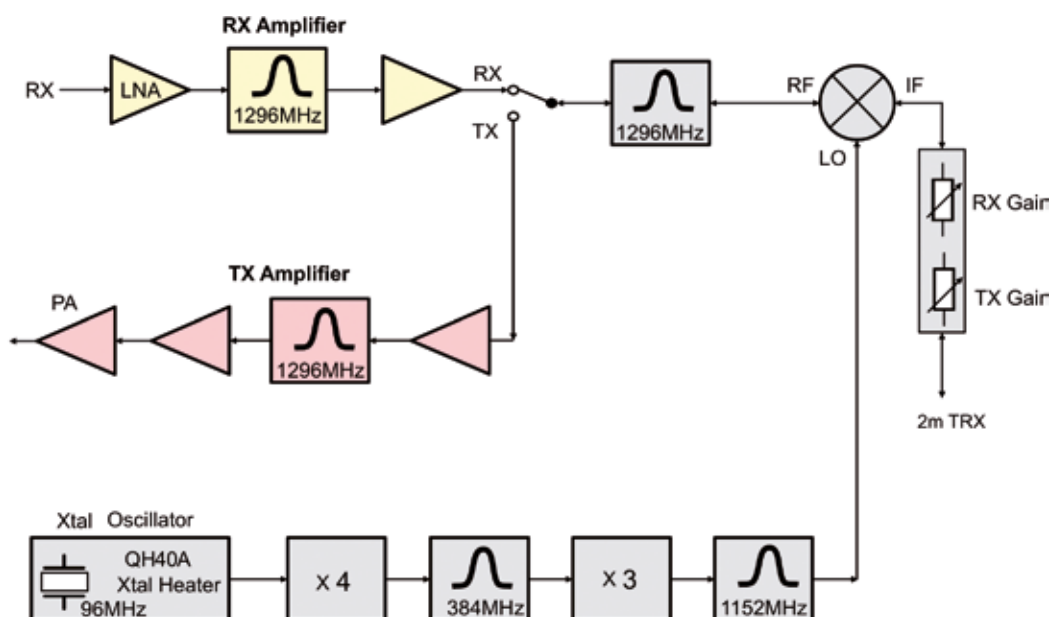 RX Amplifier
RX
LNA
1296MHz
RX
TX
1296MHz
RF
IF
LO
RX Gain
TX Gain
2m TRX
TX Amplifier
PA
1296MHz
Xtal Oscillator
QH40A
Xtal Heater
96MHz
X 4
384MHz
X 3
1152MHz